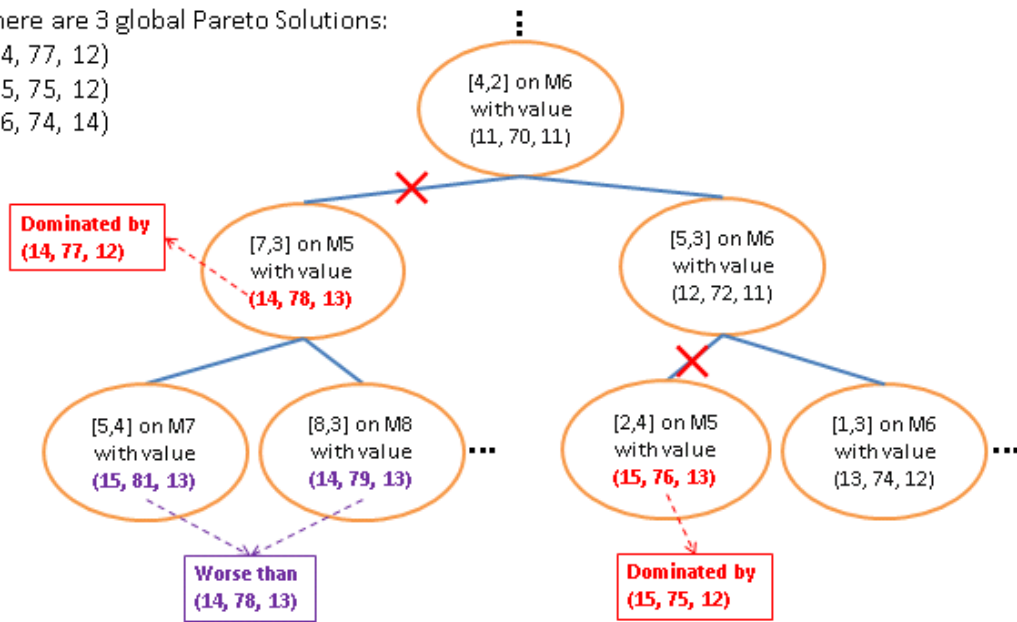 here are 3 global Pareto Solutions:
4, 77, 12)
5, 75, 12)
6, 74, 14)
[4,2] on M6
with value
(11, 70, 11)
Dominated by
(14, 77, 12)
[7,3] on M5
with value
(14, 78, 13)
[5,3] on M6
with value
(12, 72, 11)
[5,4] on M7
with value
(15, 81, 13)
[8,3] on M8
with value
(14, 79, 13)
[2,4] on M5
with value
(15, 76, 13)
[1,3] on M6
with value
(13, 74, 12)
Worse than
(14, 78, 13)
Dominated by
(15, 75, 12)